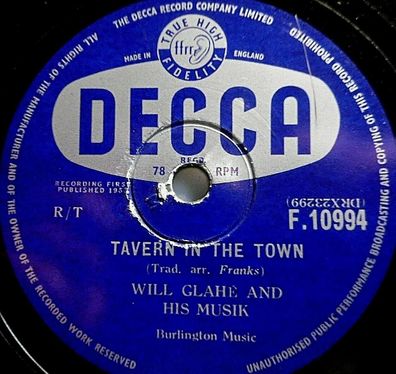 THE DECCA RECORD COMPANY LIMITED
ALL RIGHTS OF THE MANUFACTURER AND OF THE OWNER OF THE RECORDED WORK RESERVED
UNAUTHORISED PUBLIC PERFORMANCE BROADCASTING AND COPYING OF THIS RECORD PROHIBITED
TRUE HIGH
ffrr
FIDELITY
MADE IN
ENGLAND
DECCA
REGD
78 RPM
RECORDING FIRST
PUBLISHED
R/T
(DRX23299)
F.10994
TAVERN IN THE TOWN
(Trad. arr. Franks)
WILL GLAHE AND
HIS MUSIK
Burlington Music